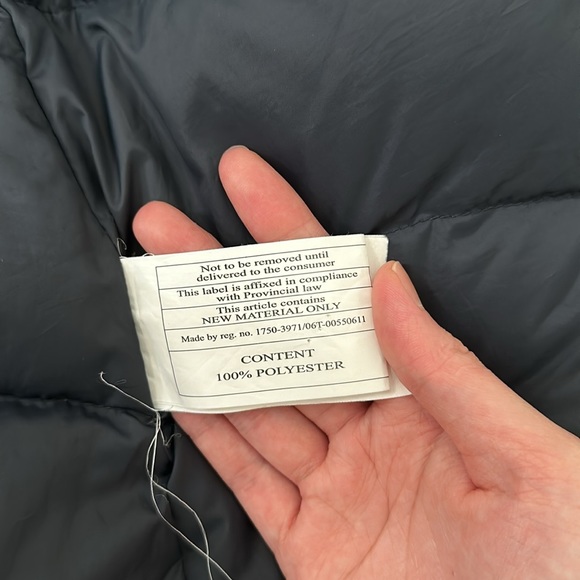 Not to be removed until
delivered to the consumer
This label is affixed in compliance
with Provincial law
This article contains
NEW MATERIAL ONLY
Made by reg. no. 1750-3971/06T-00550611
CONTENT
100% POLYESTER